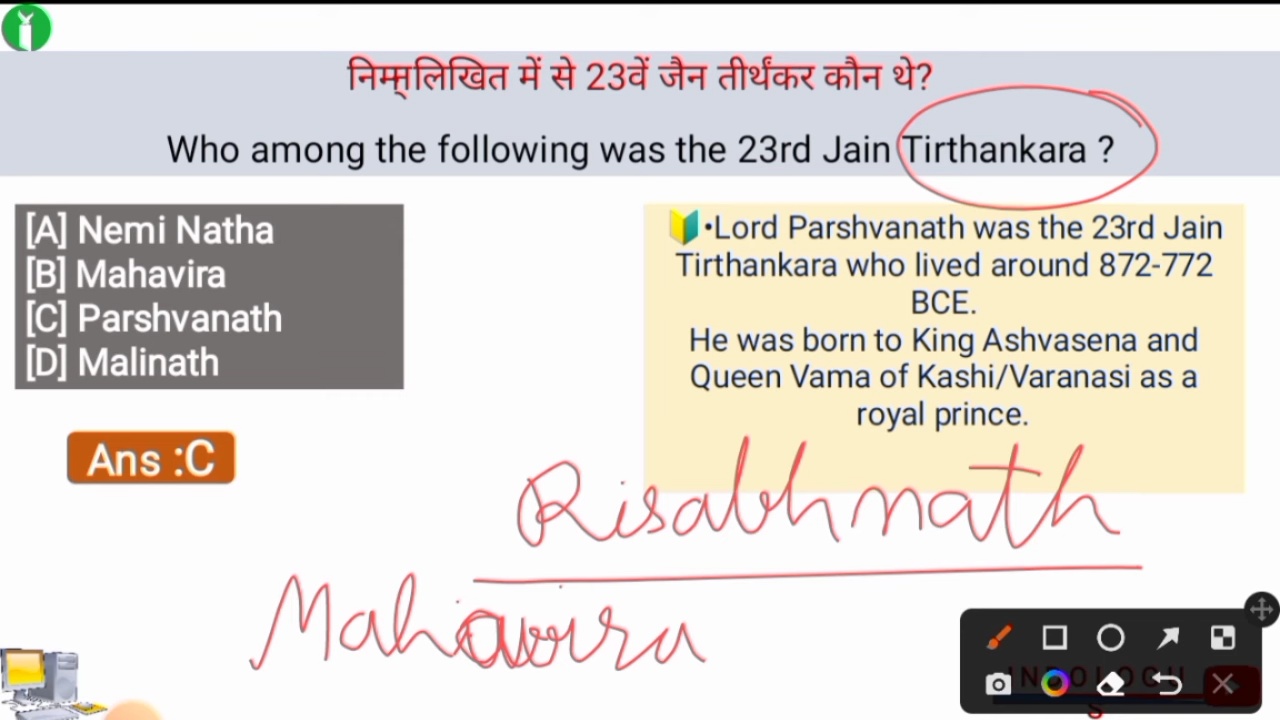 निम्नलिखित में से 23वें जैन तीर्थंकर कौन थे?
Who among the following was the 23rd Jain Tirthankara ?
[A] Nemi Natha
[B] Mahavira
[C] Parshvanath
[D] Malinath
Ans :C
•Lord Parshvanath was the 23rd Jain
Tirthankara who lived around 872-772
BCE.
He was born to King Ashvasena and
Queen Vama of Kashi/Varanasi as a
royal prince.
Risabhnath
Mahavira
INDOLOGU
S